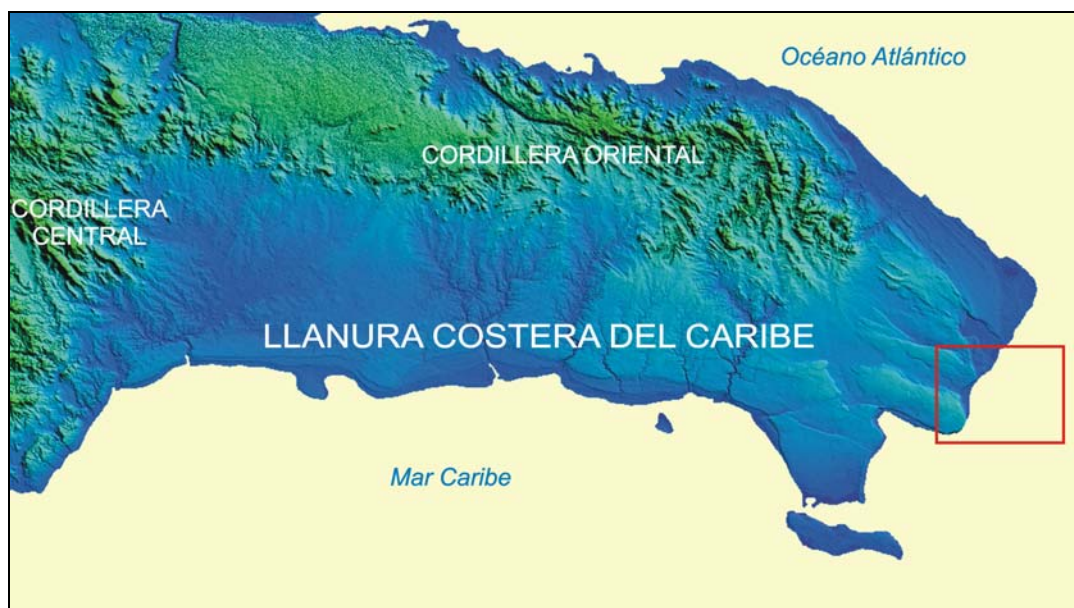 Océano Atlántico
CORDILLERA ORIENTAL
CORDILLERA
CENTRAL
LLANURA COSTERA DEL CARIBE
Mar Caribe